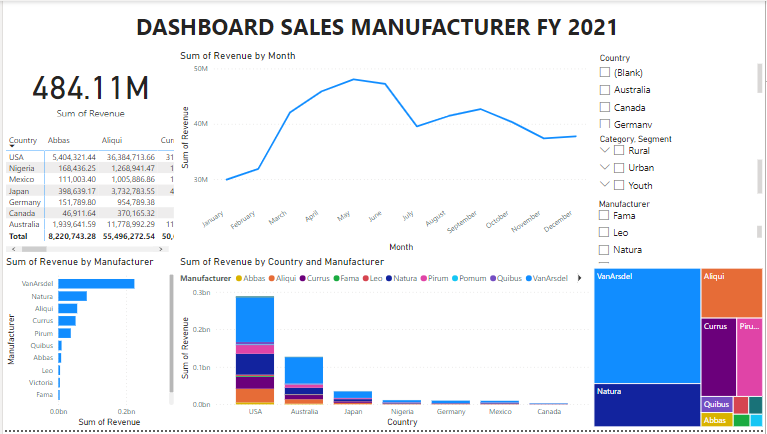 DASHBOARD SALES MANUFACTURER FY 2021
484.11M
Sum of Revenue
Country Abbas Aliqui Curr
USA 5,404,321.44 36,384,713.66 31
Nigeria 168,436.25 1,268,941.47 1
Mexico 111,003.40 1,005,886.86 1
Japan 398,639.17 3,732,783.55 4
Germany 151,789.80 954,789.38
Canada 46,911.64 370,165.32
Australia 1,939,641.59 11,778,992.29 11
Total 8,220,743.28 55,496,272.54 50,
Sum of Revenue by Month
Sum of Revenue
50M
40M
30M
January February March April May June July August September October November December
Month
Country
(Blank)
Australia
Canada
Germany
Category, Segment
Rural
Urban
Youth
Manufacturer
Fama
Leo
Natura
Sum of Revenue by Manufacturer
Manufacturer
VanArsdel
Natura
Aliqui
Currus
Pirum
Quibus
Abbas
Leo
Victoria
Fama
0.0bn 0.2bn
Sum of Revenue
Sum of Revenue by Country and Manufacturer
Manufacturer Abbas Aliqui Currus Fama Leo Natura Pirum Pomum Quibus VanArsdel
Sum of Revenue
0.3bn
0.2bn
0.1bn
0.0bn
USA Australia Japan Nigeria Germany Mexico Canada
Country
VanArsdel
Aliqui
Currus
Piru...
Natura
Quibus
Abbas